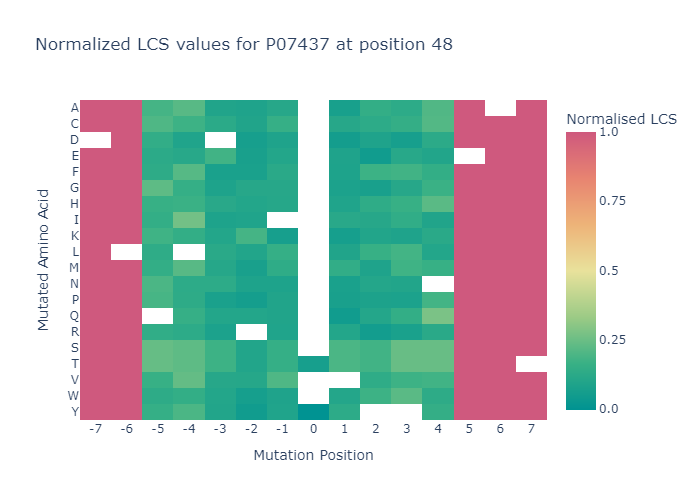 Normalized LCS values for P07437 at position 48
Normalised LCS
A
C
D
E
F
G
H
I
K
L
M
N
P
Q
R
S
T
V
W
Y
Mutated Amino Acid
1.0
0.75
0.5
0.25
0.0
-7 -6 -5 -4 -3 -2 -1 0 1 2 3 4 5 6 7
Mutation Position